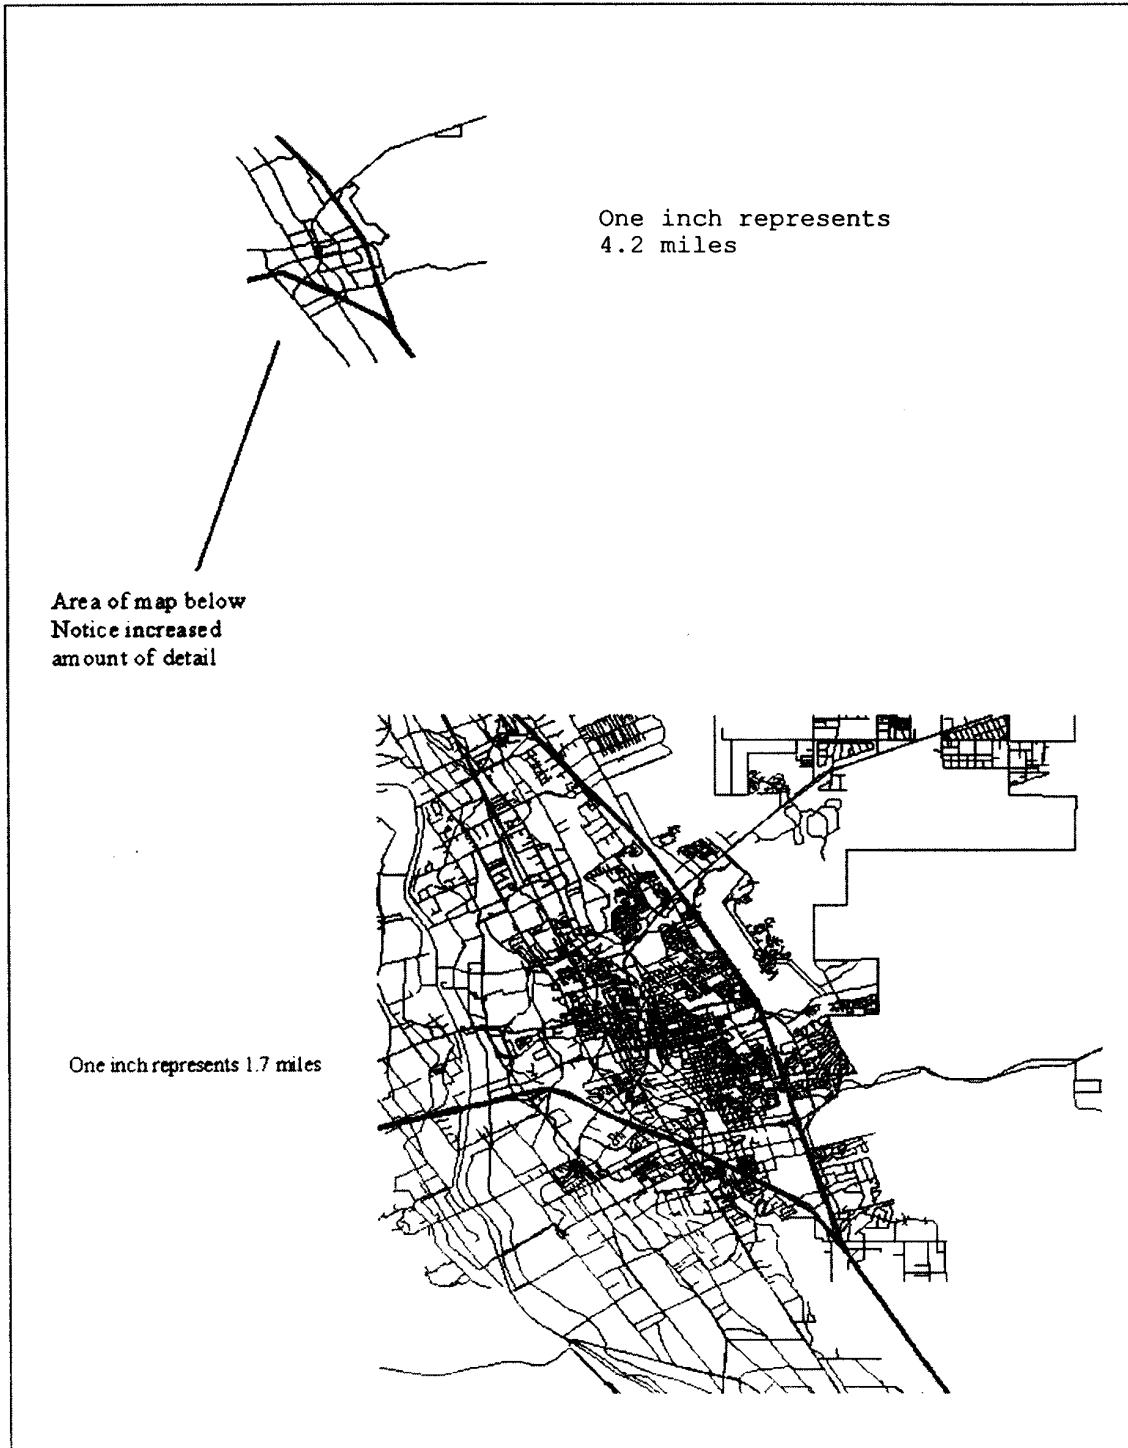 One inch represents
4.2 miles
Area of map below
Notice increased
amount of detail
One inch represents 1.7 miles